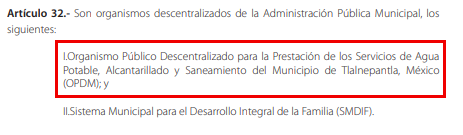 Artículo 32.- Son organismos descentralizados de la Administración Pública Municipal, los
siguientes:
I.Organismo Público Descentralizado para la Prestación de los Servicios de Agua
Potable, Alcantarillado y Saneamiento del Municipio de Tlalnepantla, México
(OPDM); y
II.Sistema Municipal para el Desarrollo Integral de la Familia (SMDIF).